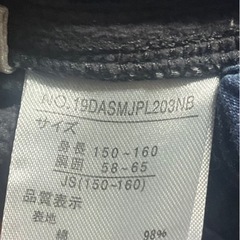 NO.19DASMJPL203NB
サイズ
身長 150~160
胸囲 58-65
JS(150~160)
品質表示
表地
綿 98%